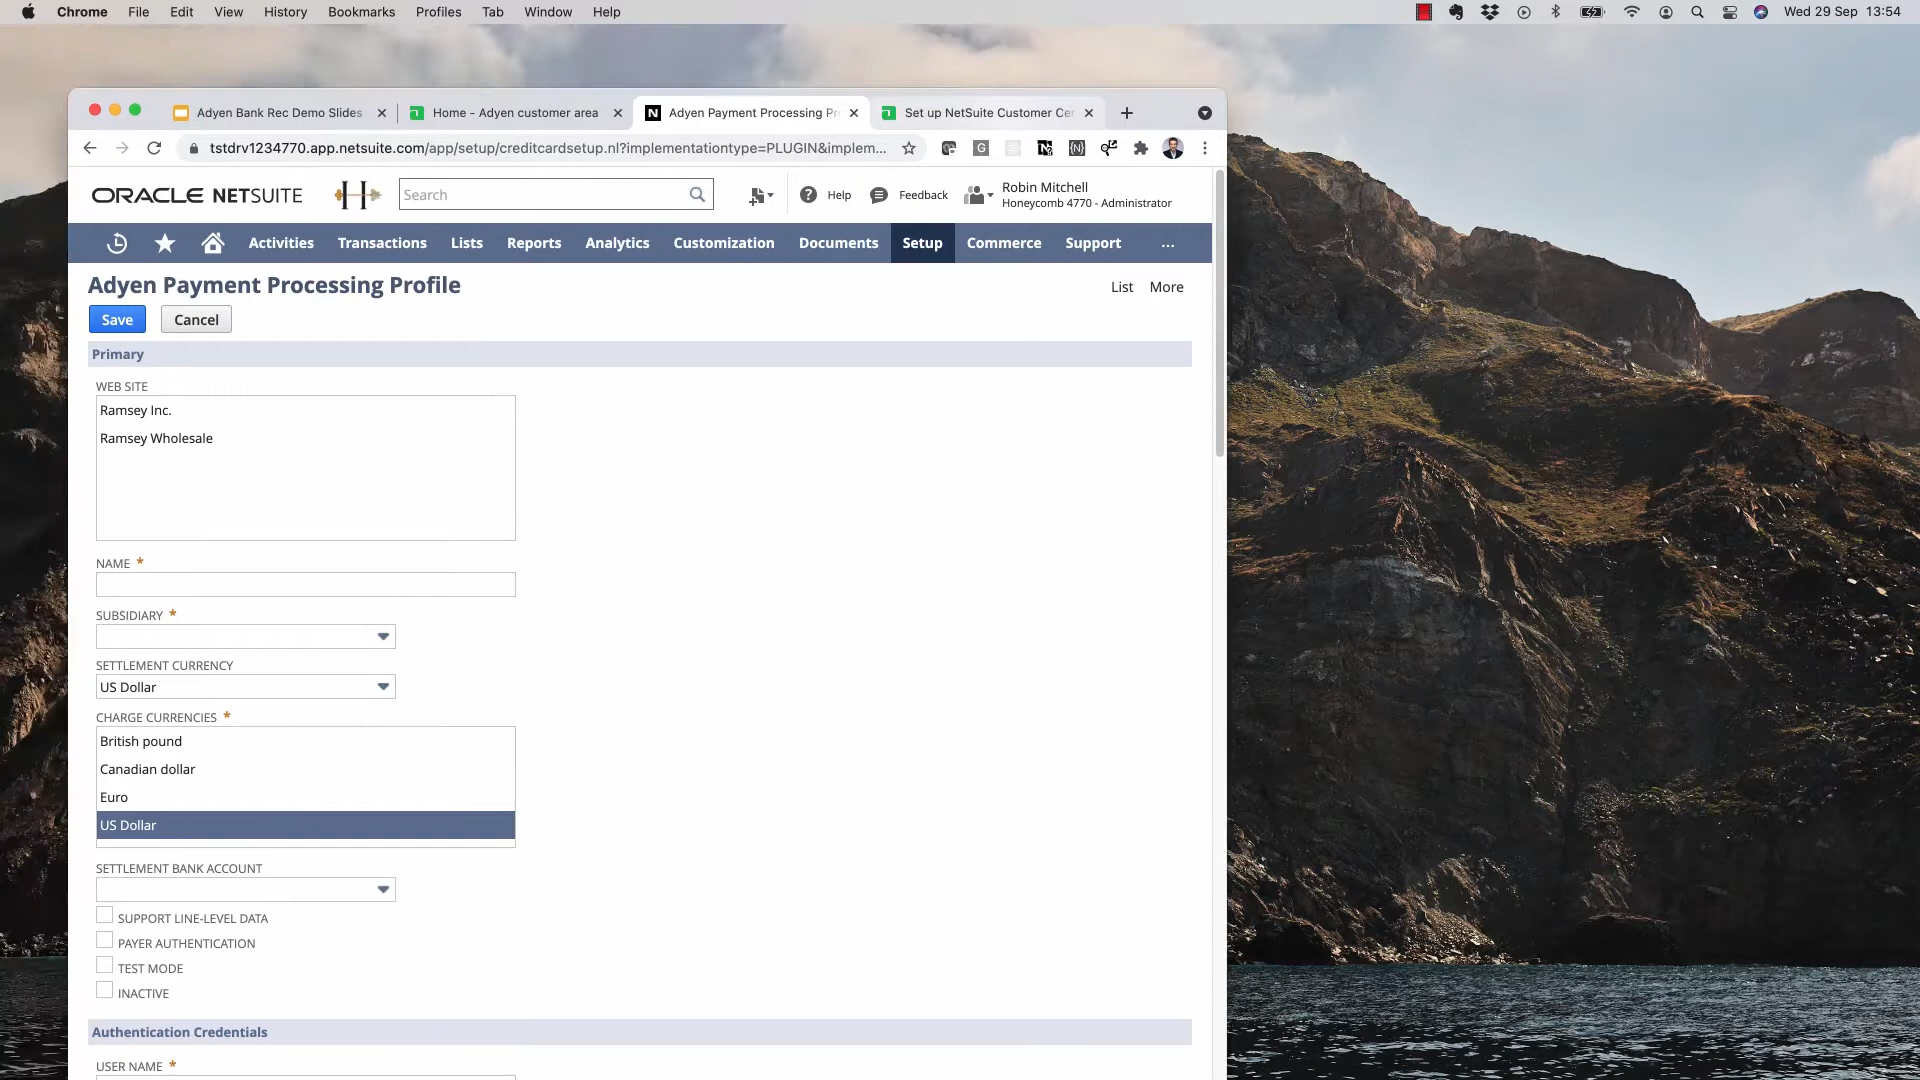 Chrome File Edit View History Bookmarks Profiles Tab Window Help Wed 29 Sep 13:54
Adyen Bank Rec Demo Slides Home - Adyen customer area Adyen Payment Processing Pr Set up NetSuite Customer Cen
tstdrv1234770.app.netsuite.com/app/setup/creditcardsetup.nl?implementationtype=PLUGIN&implem...
ORACLE NETSUITE H Search Help Feedback Robin Mitchell
Honeycomb 4770 - Administrator
Activities Transactions Lists Reports Analytics Customization Documents Setup Commerce Support ...
Adyen Payment Processing Profile List More
Save Cancel
Primary
WEB SITE
Ramsey Inc.
Ramsey Wholesale
NAME *
SUBSIDIARY *
SETTLEMENT CURRENCY
US Dollar
CHARGE CURRENCIES *
British pound
Canadian dollar
Euro
US Dollar
SETTLEMENT BANK ACCOUNT
SUPPORT LINE-LEVEL DATA
PAYER AUTHENTICATION
TEST MODE
INACTIVE
Authentication Credentials
USER NAME *